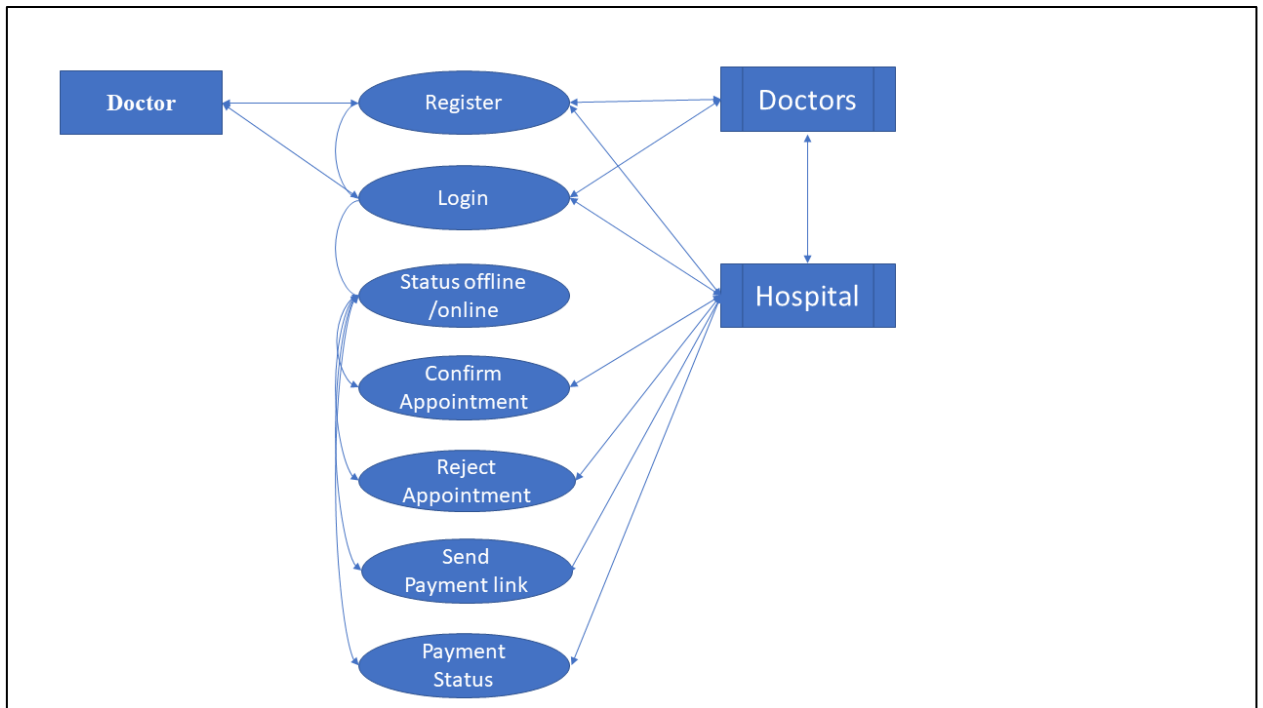 Doctor
Register
Doctors
Login
Status offline
/online
Hospital
Confirm
Appointment
Reject
Appointment
Send
Payment link
Payment
Status